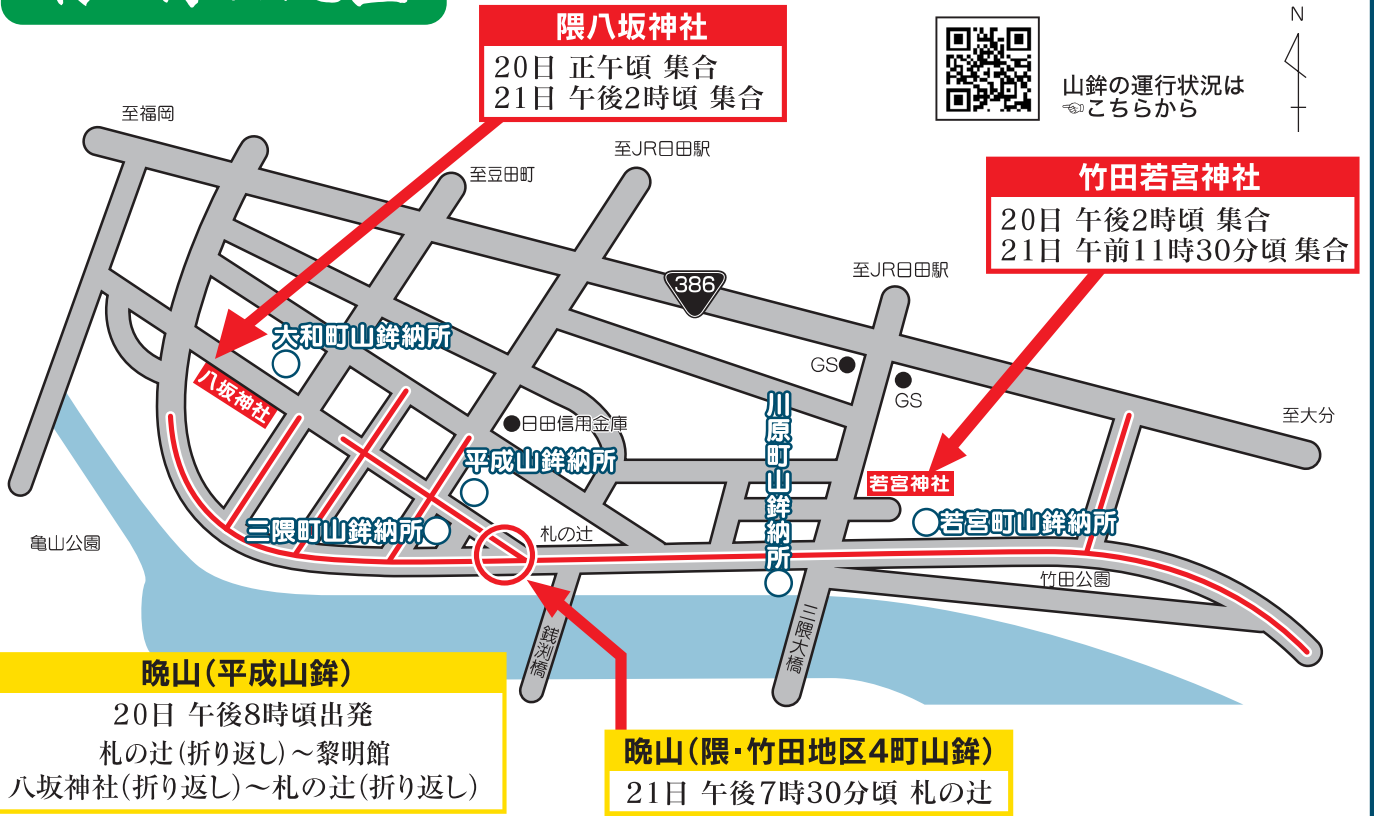 隈八坂神社
20日 正午頃 集合
21日 午後2時頃 集合
N
山鉾の運行状況は
☜こちらから
竹田若宮神社
20日 午後2時頃 集合
21日 午前11時30分頃 集合
至福岡
至豆田町
至JR日田駅
至JR日田駅
386
大和町山鉾納所
八坂神社
GS
GS
日田信用金庫
川原町山鉾納所
至大分
平成山鉾納所
若宮神社
三隈町山鉾納所
札の辻
若宮町山鉾納所
亀山公園
竹田公園
銭渕橋
三隈大橋
晩山(平成山鉾)
20日 午後8時頃出発
札の辻(折り返し)～黎明館
八坂神社(折り返し)～札の辻(折り返し)
晩山(隈・竹田地区4町山鉾)
21日 午後7時30分頃 札の辻